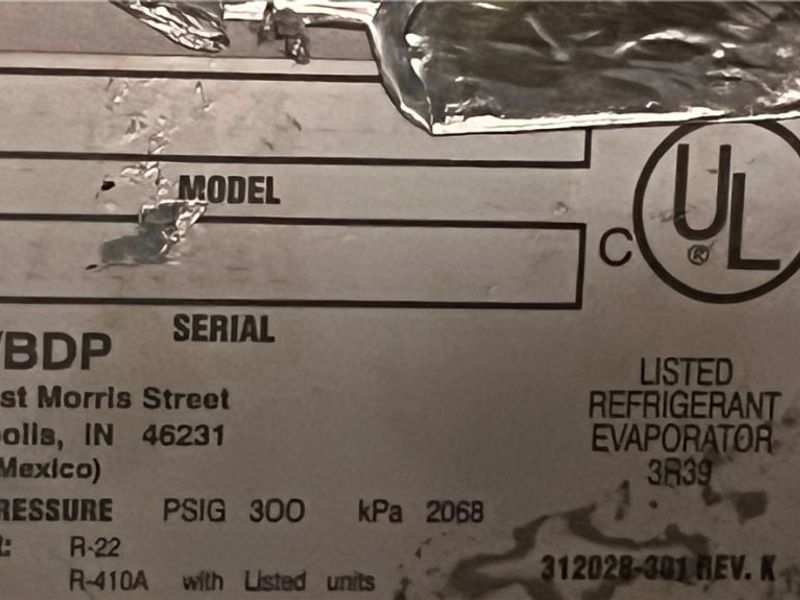 MODEL
C UL ®
SERIAL
/BDP
st Morris Street
olis, IN 46231
Mexico)
LISTED
REFRIGERANT
EVAPORATOR
3R39
RESSURE PSIG 300 kPa 2068
: R-22
R-410A with Listed units
312028-301 REV. K